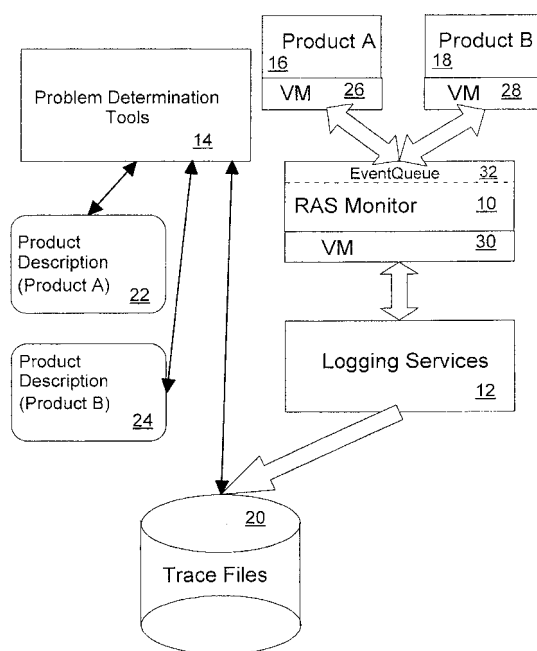 Product A
16
VM 26
Product B
18
VM 28
Problem Determination
Tools
14
EventQueue 32
RAS Monitor 10
VM 30
Product
Description
(Product A)
22
Product
Description
(Product B)
24
Logging Services
12
20
Trace Files